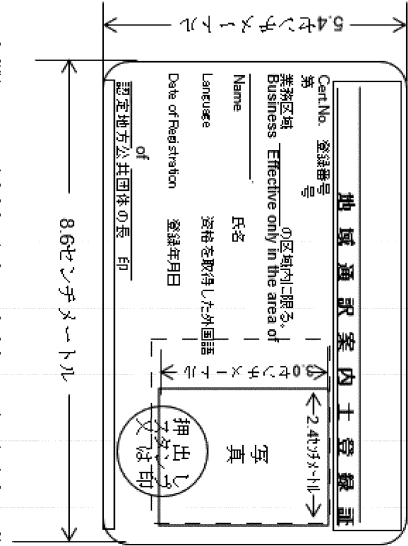 5.4センチメートル
8.6センチメートル
地域通訳案内士登録証
Cert.No. 登録番号
第 号
業務区域 の区域内に限る。
Business Effective only in the area of
Name 氏名
Language 資格を取得した外国語
Date of Registration 登録年月日
of
認定地方公共団体の長 印
3.0センチメートル
2.4センチメートル
写真
押出し
スタンプ
又は印